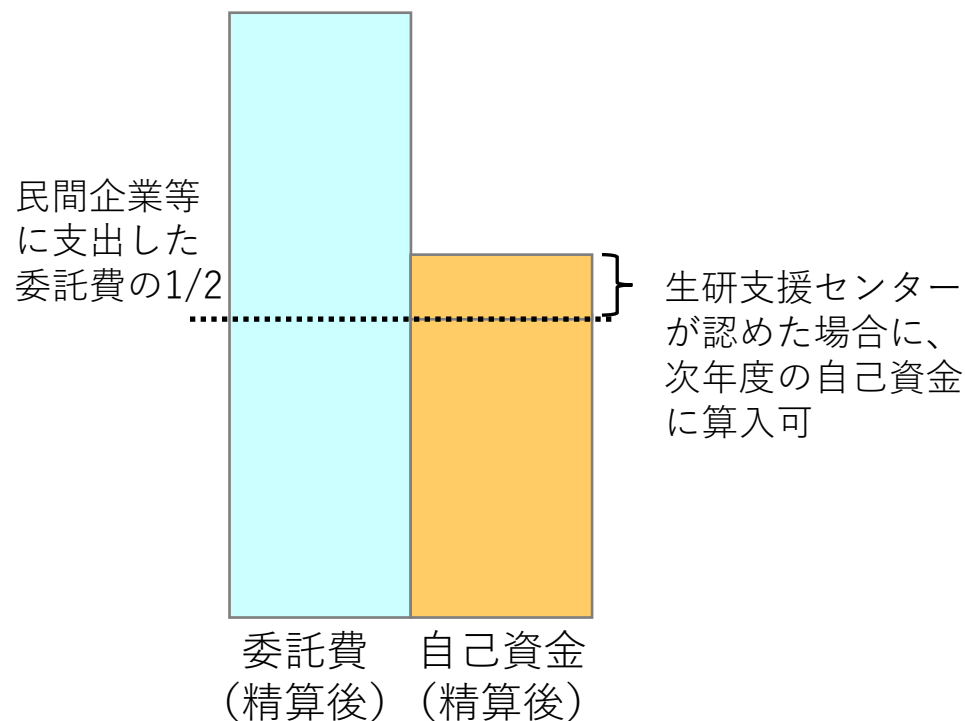 民間企業等
に支出した
委託費の1/2
生研支援センター
が認めた場合に、
次年度の自己資金
に算入可
委託費
（精算後）
自己資金
（精算後）